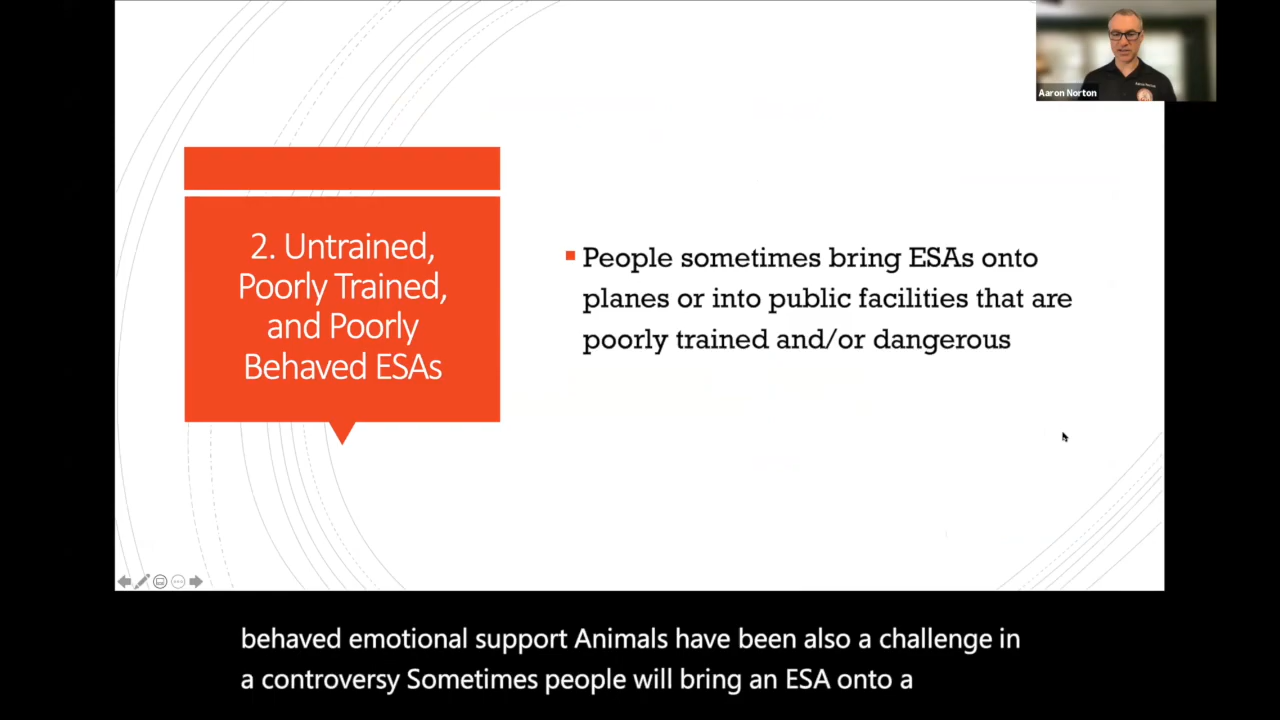 Aaron Norton
2. Untrained,
Poorly Trained,
and Poorly
Behaved ESAs
People sometimes bring ESAs onto
planes or into public facilities that are
poorly trained and/or dangerous
behaved emotional support Animals have been also a challenge in
a controversy Sometimes people will bring an ESA onto a